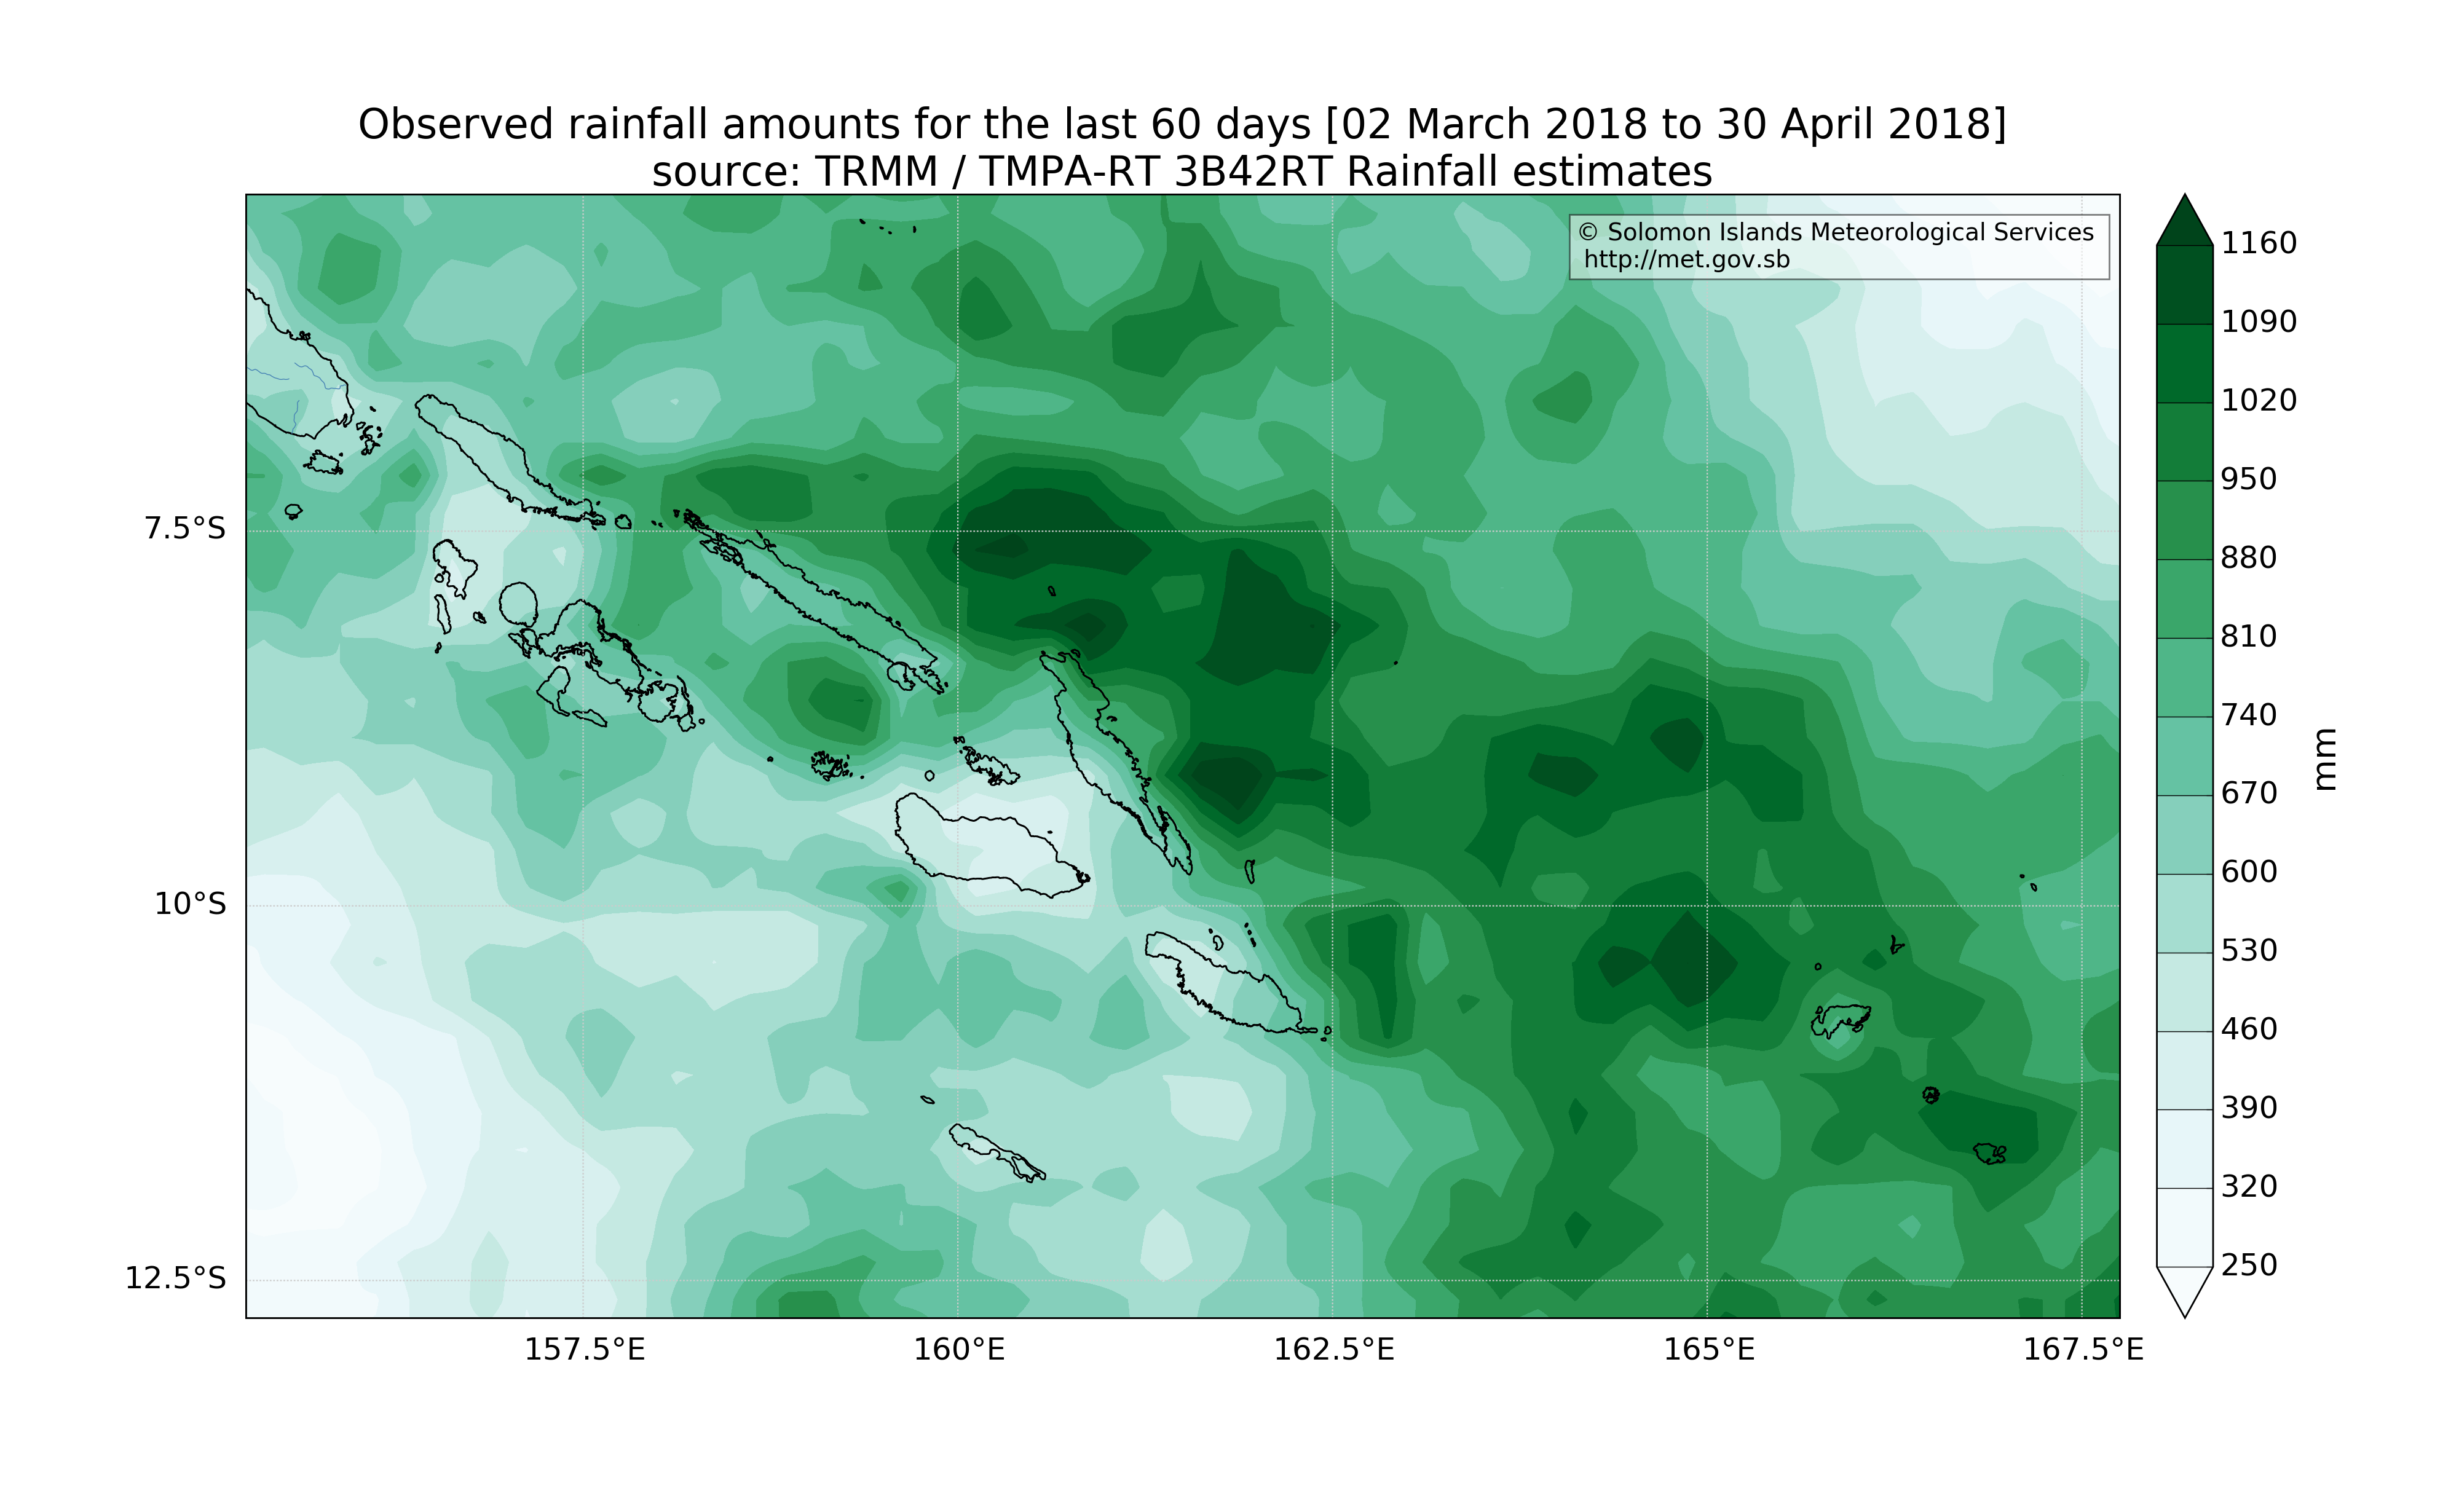 Observed rainfall amounts for the last 60 days [02 March 2018 to 30 April 2018]
source: TRMM / TMPA-RT 3B42RT Rainfall estimates
© Solomon Islands Meteorological Services
http://met.gov.sb
7.5°S
10°S
12.5°S
157.5°E
160°E
162.5°E
165°E
167.5°E
1160
1090
1020
950
880
810
740
670
600
530
460
390
320
250
mm